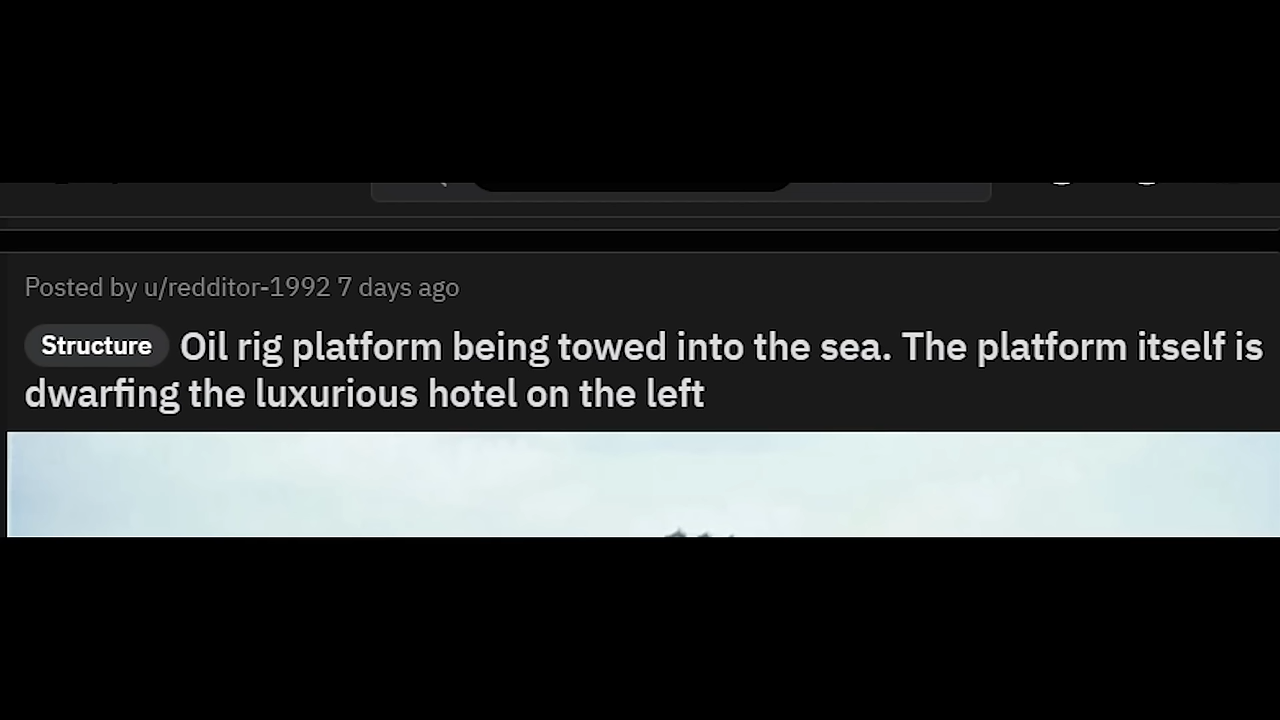 Posted by u/redditor-1992 7 days ago
Structure Oil rig platform being towed into the sea. The platform itself is
dwarfing the luxurious hotel on the left